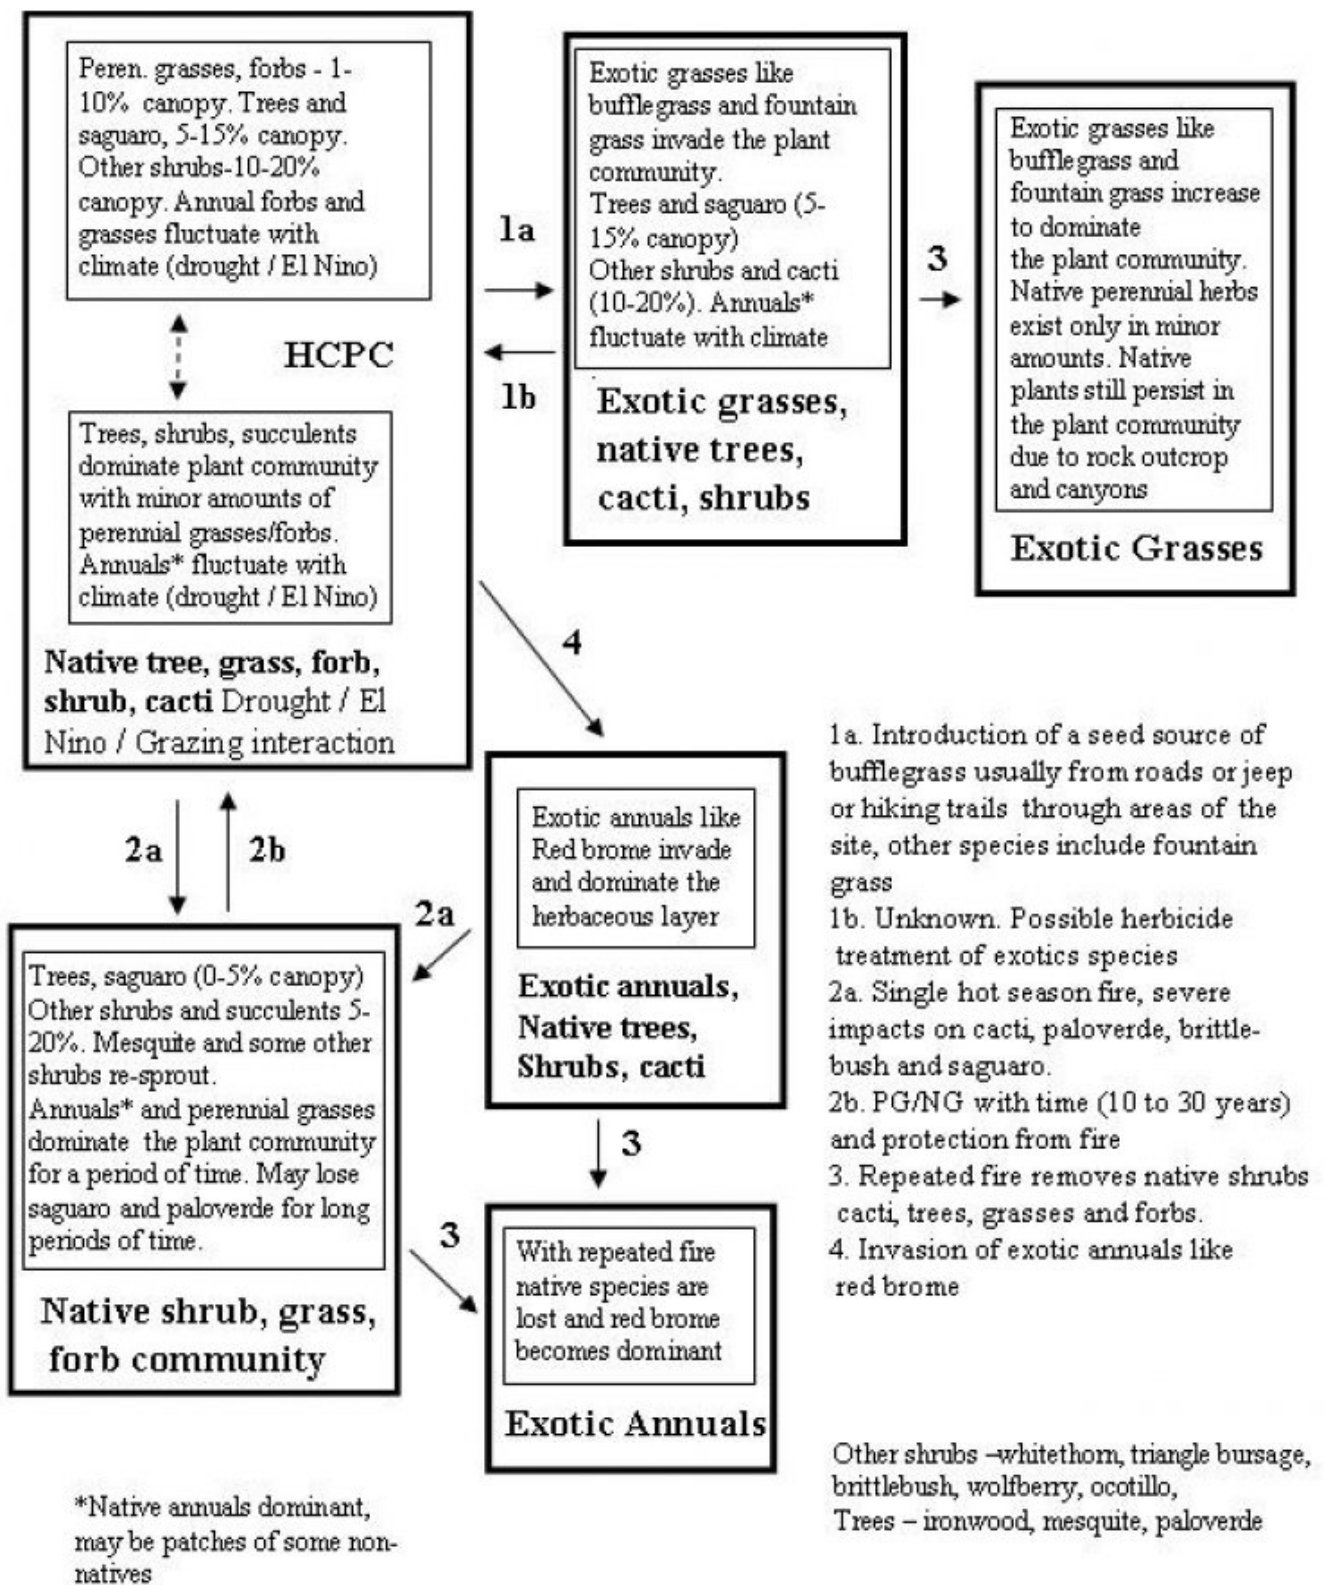 Peren. grasses, forbs - 1-
10% canopy. Trees and
saguaro, 5-15% canopy.
Other shrubs-10-20%
canopy. Annual forbs and
grasses fluctuate with
climate (drought / El Nino)
HCPC
Trees, shrubs, succulents
dominate plant community
with minor amounts of
perennial grasses/forbs.
Annuals* fluctuate with
climate (drought / El Nino)
Native tree, grass, forb,
shrub, cacti Drought / El
Nino / Grazing interaction
1a
1b
Exotic grasses like
bufflegrass and fountain
grass invade the plant
community.
Trees and saguaro (5-
15% canopy)
Other shrubs and cacti
(10-20%). Annuals*
fluctuate with climate
Exotic grasses,
native trees,
cacti, shrubs
3
Exotic grasses like
bufflegrass and
fountain grass increase
to dominate
the plant community.
Native perennial herbs
exist only in minor
amounts. Native
plants still persist in
the plant community
due to rock outcrop
and canyons
Exotic Grasses
4
2a
2b
Exotic annuals like
Red brome invade
and dominate the
herbaceous layer
Exotic annuals,
Native trees,
Shrubs, cacti
2a
Trees, saguaro (0-5% canopy)
Other shrubs and succulents 5-
20%. Mesquite and some other
shrubs re-sprout.
Annuals* and perennial grasses
dominate the plant community
for a period of time. May lose
saguaro and paloverde for long
periods of time.
Native shrub, grass,
forb community
3
3
With repeated fire
native species are
lost and red brome
becomes dominant
Exotic Annuals
1a. Introduction of a seed source of
bufflegrass usually from roads or jeep
or hiking trails through areas of the
site, other species include fountain
grass
1b. Unknown. Possible herbicide
treatment of exotics species
2a. Single hot season fire, severe
impacts on cacti, paloverde, brittle-
bush and saguaro.
2b. PG/NG with time (10 to 30 years)
and protection from fire
3. Repeated fire removes native shrubs
cacti, trees, grasses and forbs.
4. Invasion of exotic annuals like
red brome
Other shrubs –whitethorn, triangle bursage,
brittlebush, wolfberry, ocotillo,
Trees – ironwood, mesquite, paloverde
*Native annuals dominant,
may be patches of some non-
natives